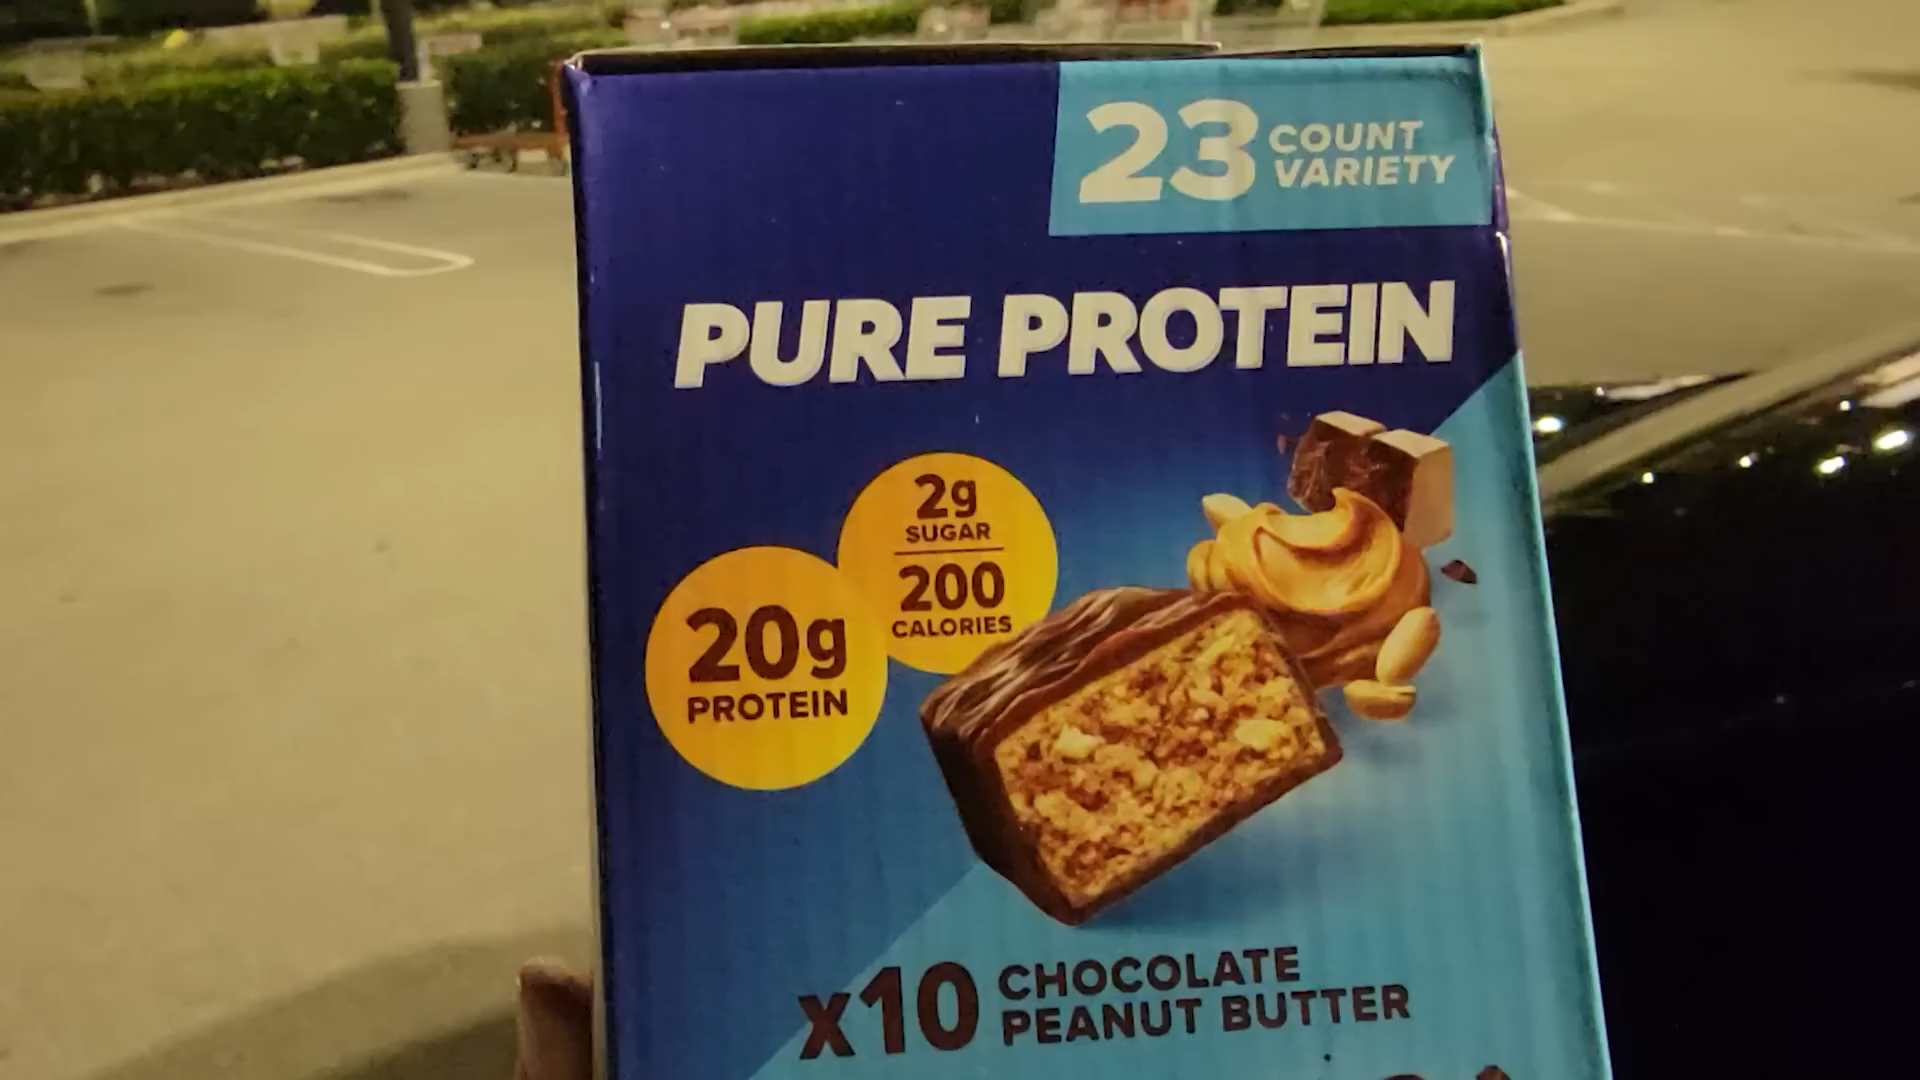 23 COUNT
VARIETY
PURE PROTEIN
2g
SUGAR
200
CALORIES
20g
PROTEIN
x10 CHOCOLATE
PEANUT BUTTER